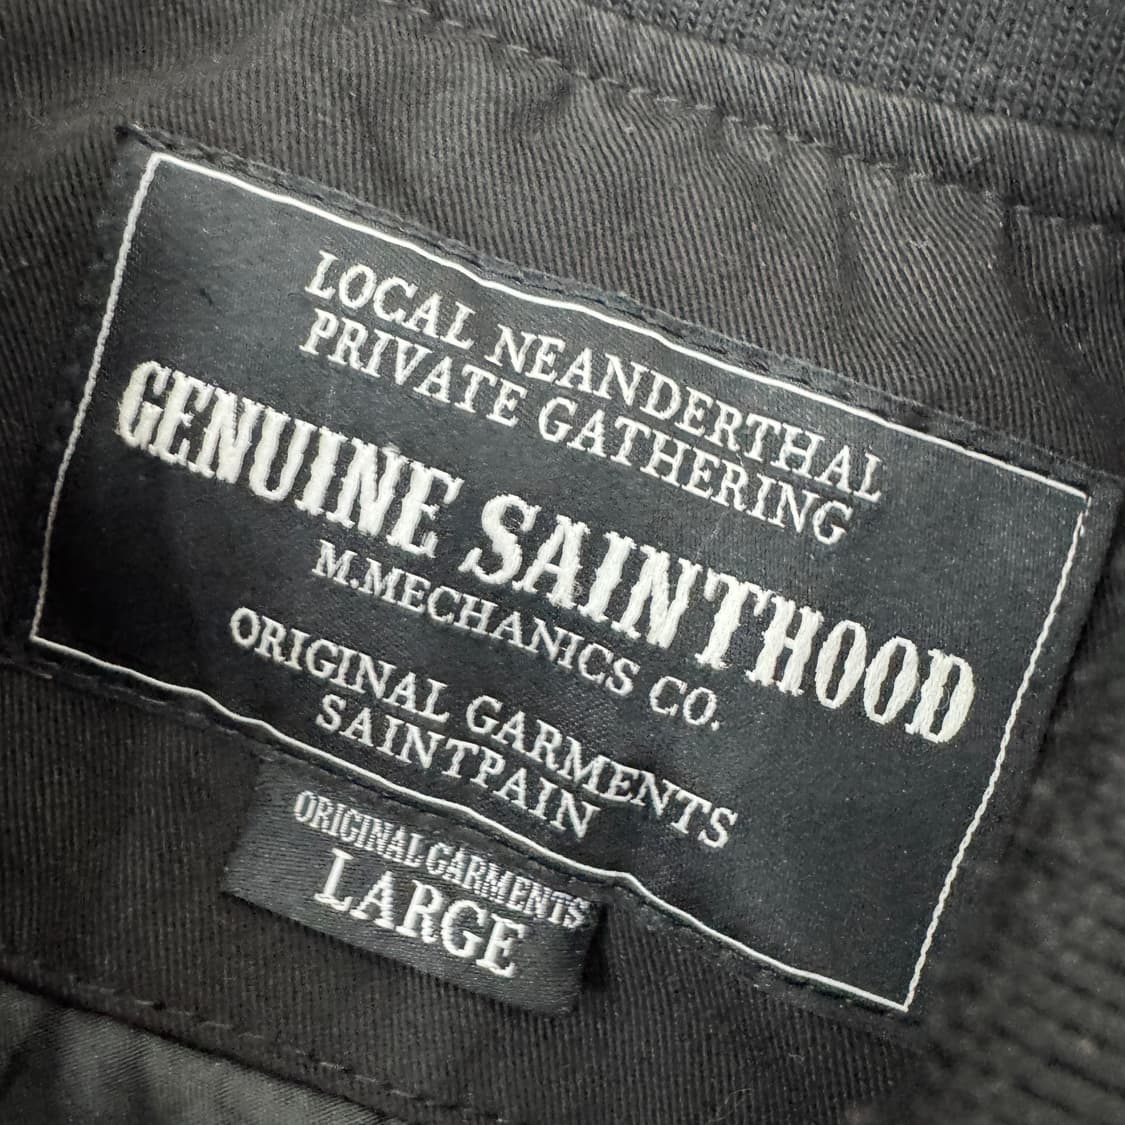 LOCAL NEANDERTHAL
PRIVATE GATHERING
GENUINE SAINTHOOD
M.MECHANICS CO.
ORIGINAL GARMENTS
SAINTPAIN
ORIGINAL GARMENTS
LARGE